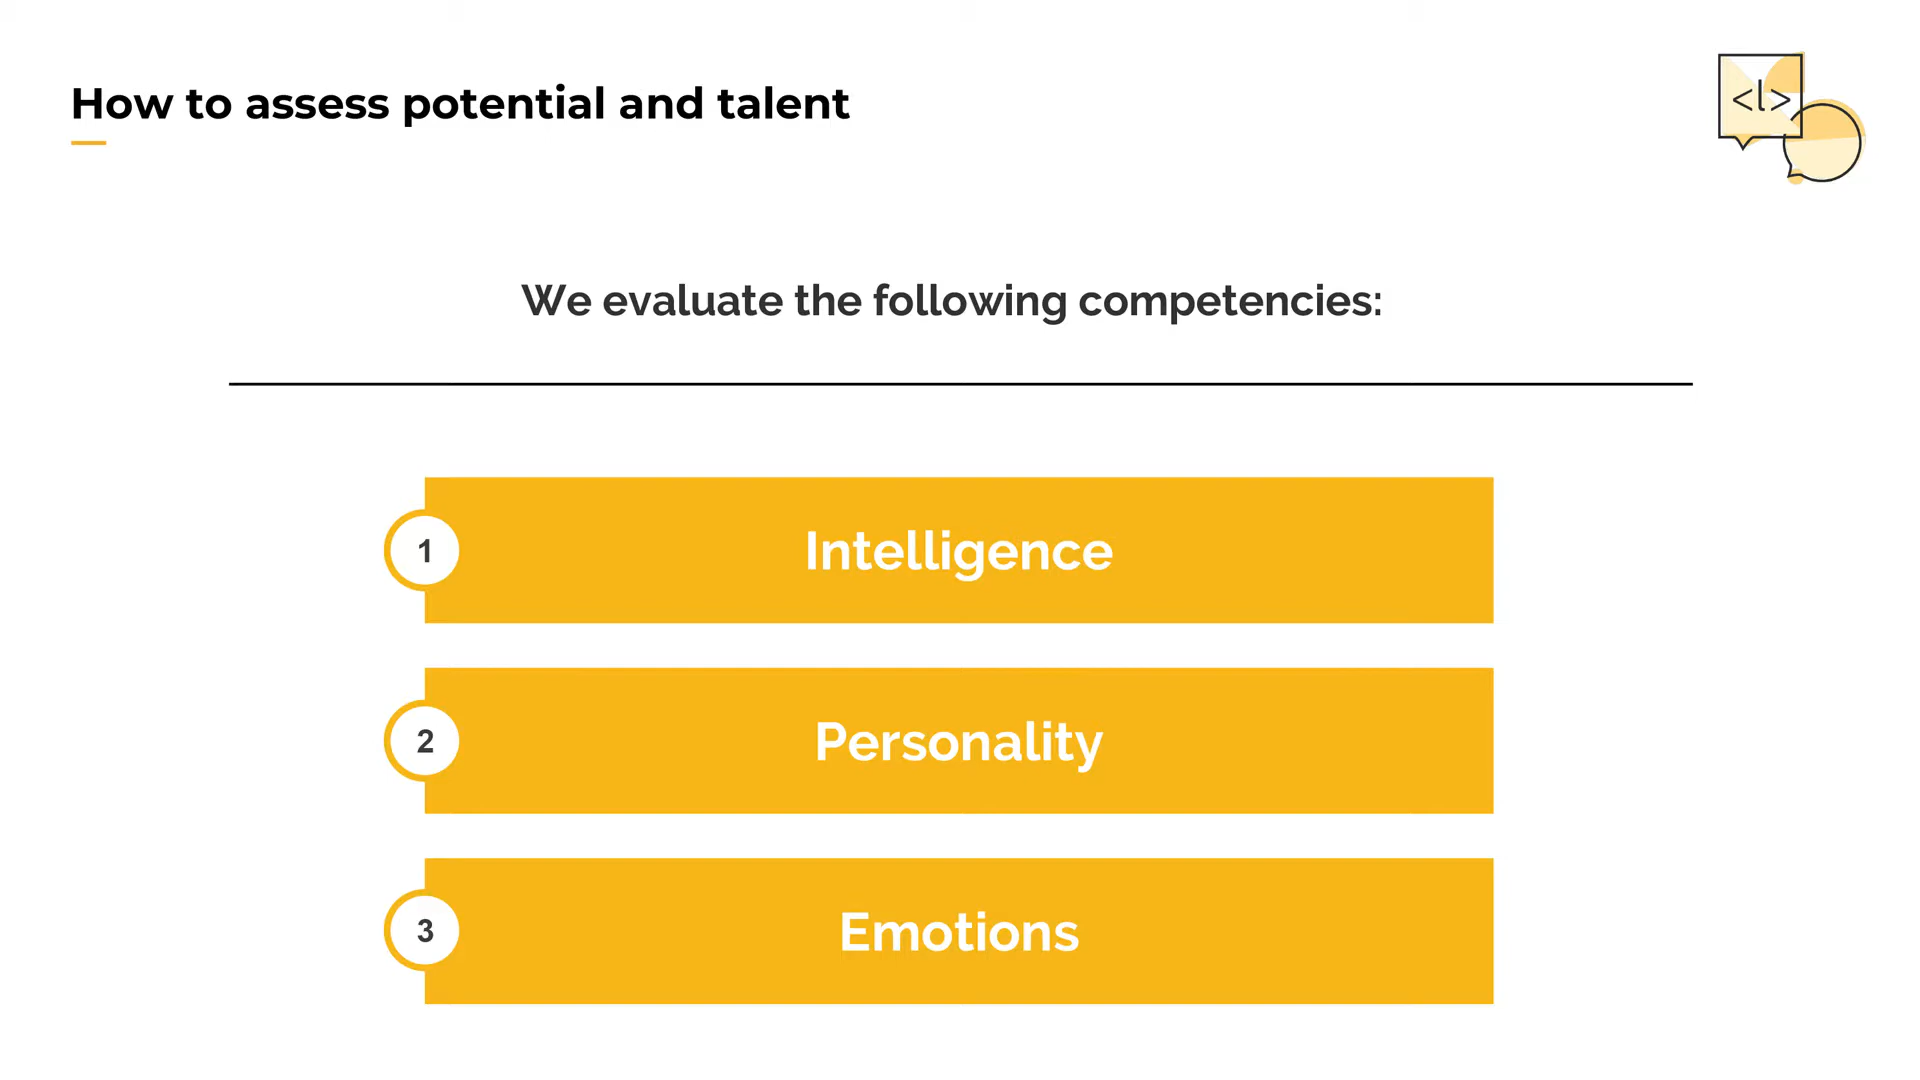 How to assess potential and talent
<|>
We evaluate the following competencies:
1
Intelligence
2
Personality
3
Emotions